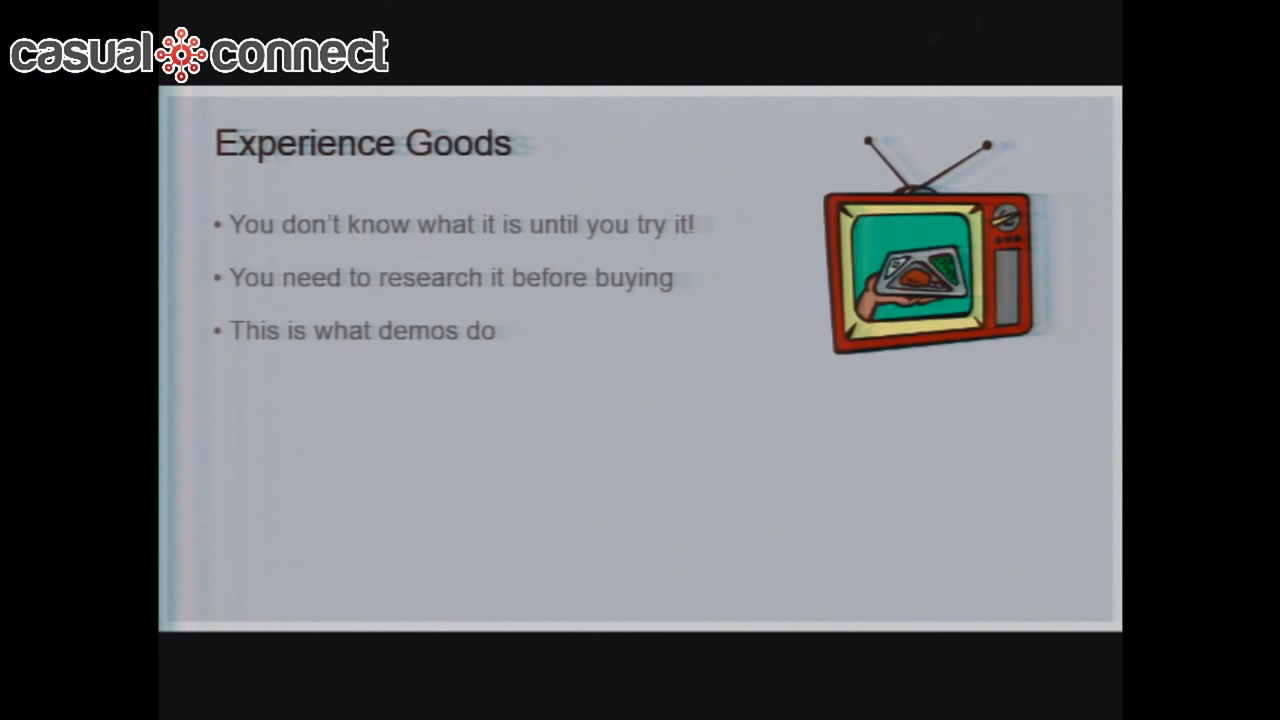 casual connect
Experience Goods
• You don't know what it is until you try it!
• You need to research it before buying
• This is what demos do